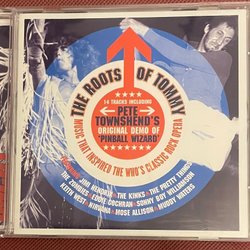 THE ROOTS OF TOMMY
14 TRACKS INCLUDING
PETE
TOWNSHEND'S
ORIGINAL DEMO OF
'PINBALL WIZARD'
MUSIC THAT INSPIRED THE WHO'S CLASSIC ROCK OPERA
JIMI HENDRIX • THE KINKS • THE PRETTY THINGS
THE ZOMBIES • EDDIE COCHRAN • SONNY BOY WILLIAMSON
KEITH WEST • NIRVANA • MOSE ALLISON • MUDDY WATERS